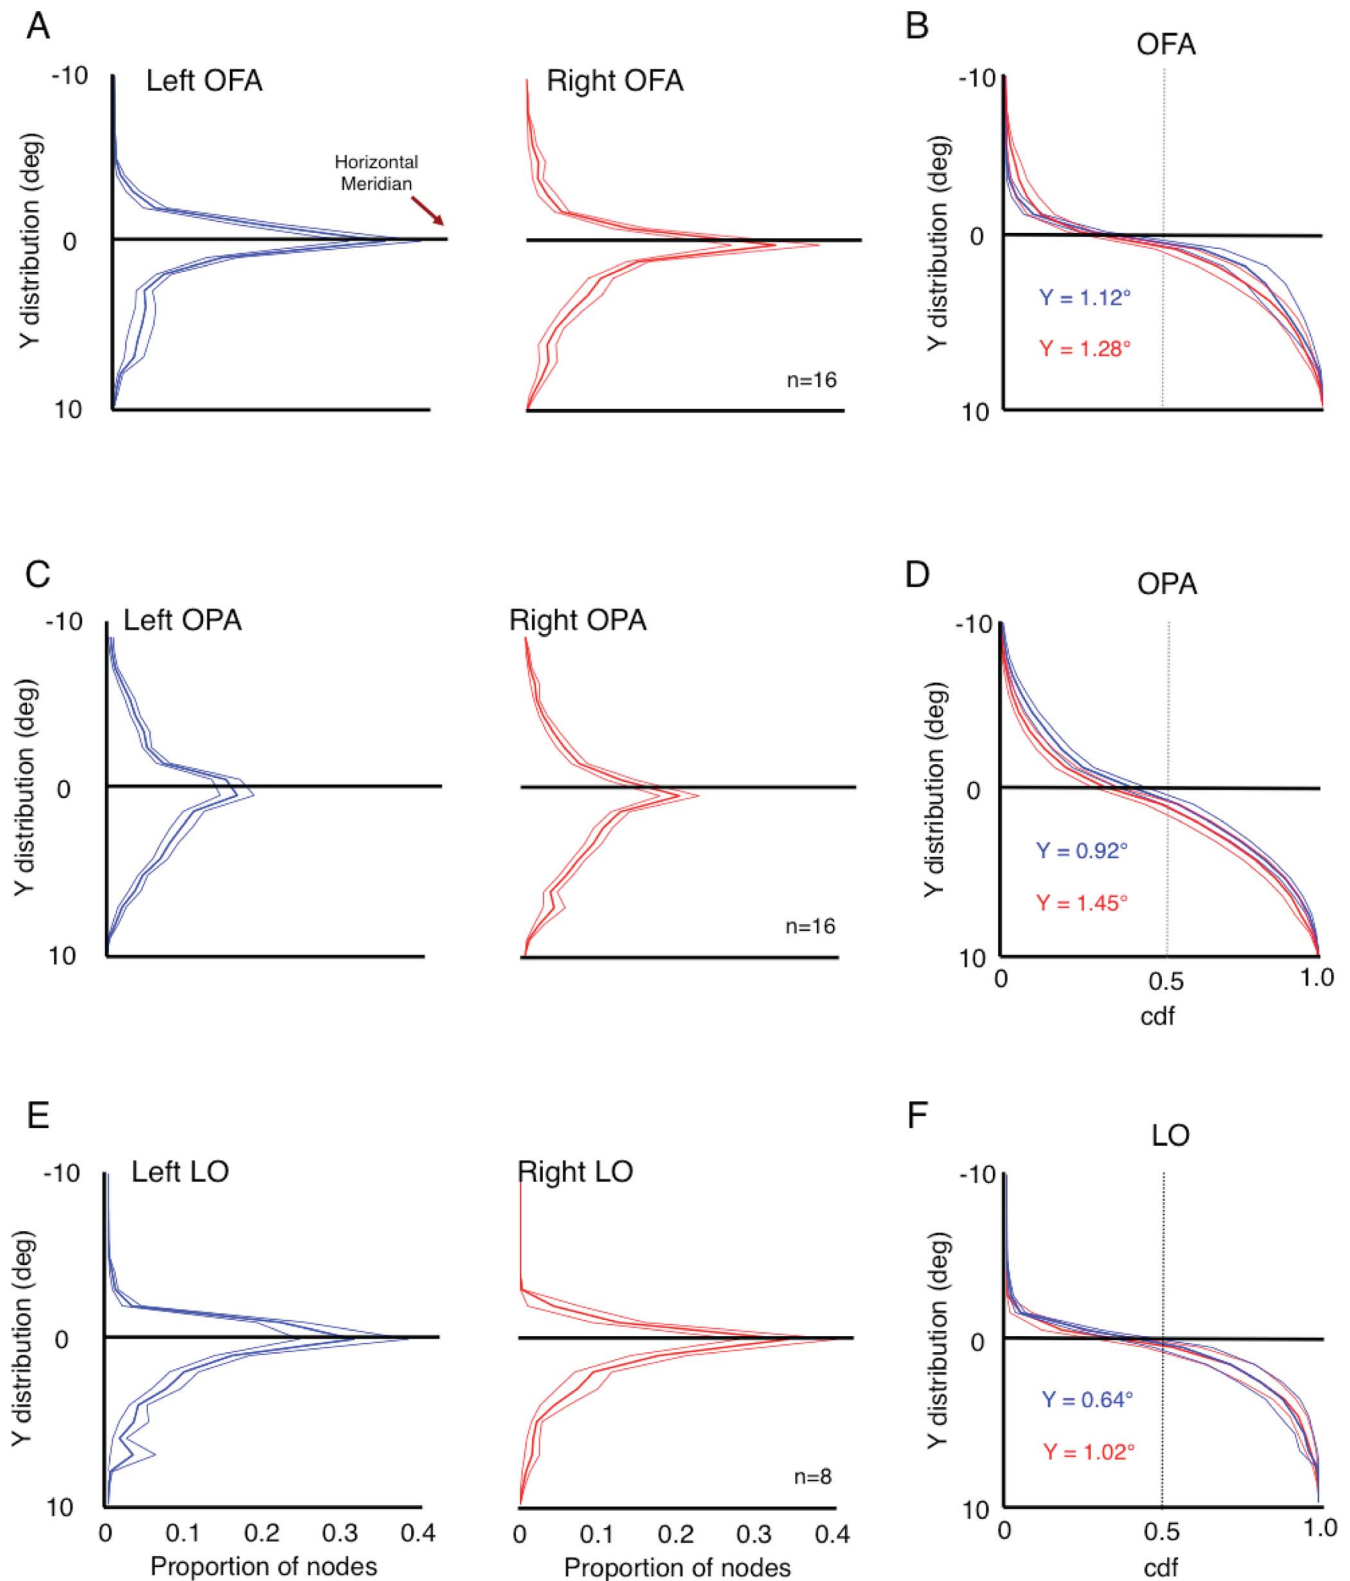 A
B
OFA
-10
Left OFA
Right OFA
-10
Y distribution (deg)
Horizontal
Meridian
Y distribution (deg)
0
0
Y = 1.12°
Y = 1.28°
n=16
10
10
C
D
OPA
-10
Left OPA
Right OPA
-10
Y distribution (deg)
Y distribution (deg)
0
0
Y = 0.92°
Y = 1.45°
n=16
10
10
0
0.5
1.0
cdf
E
F
LO
-10
Left LO
Right LO
-10
Y distribution (deg)
Y distribution (deg)
0
0
Y = 0.64°
Y = 1.02°
n=8
10
10
0 0.1 0.2 0.3 0.4
0 0.1 0.2 0.3 0.4
0 0.5 1.0
Proportion of nodes
Proportion of nodes
cdf